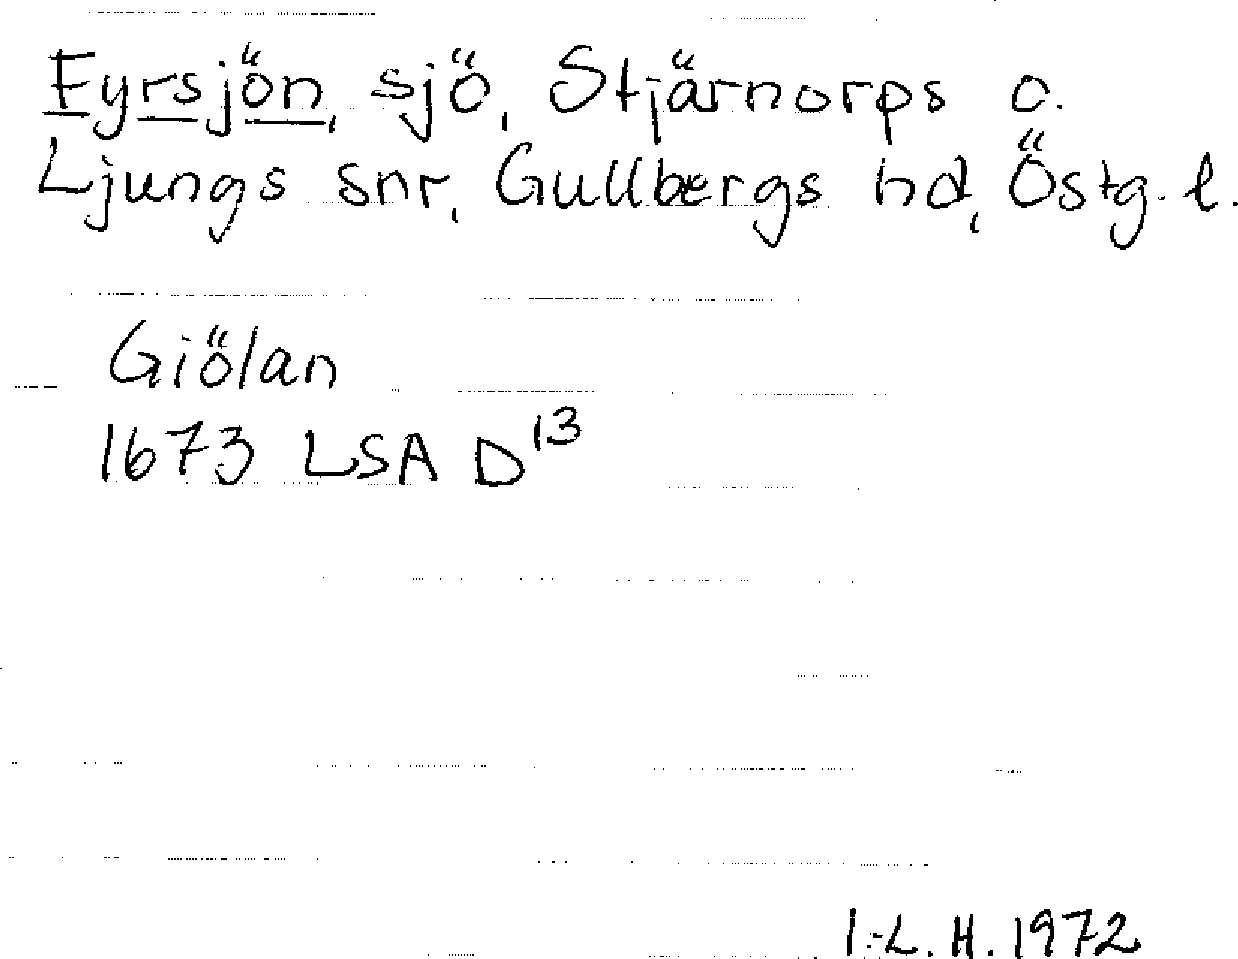 Fyrsjön, sjö, Stjärnorps o.
Ljungs snr, Gullbergs hd, Östg. l.
Giölan
1673 LSA D13
I.-L. H. 1972